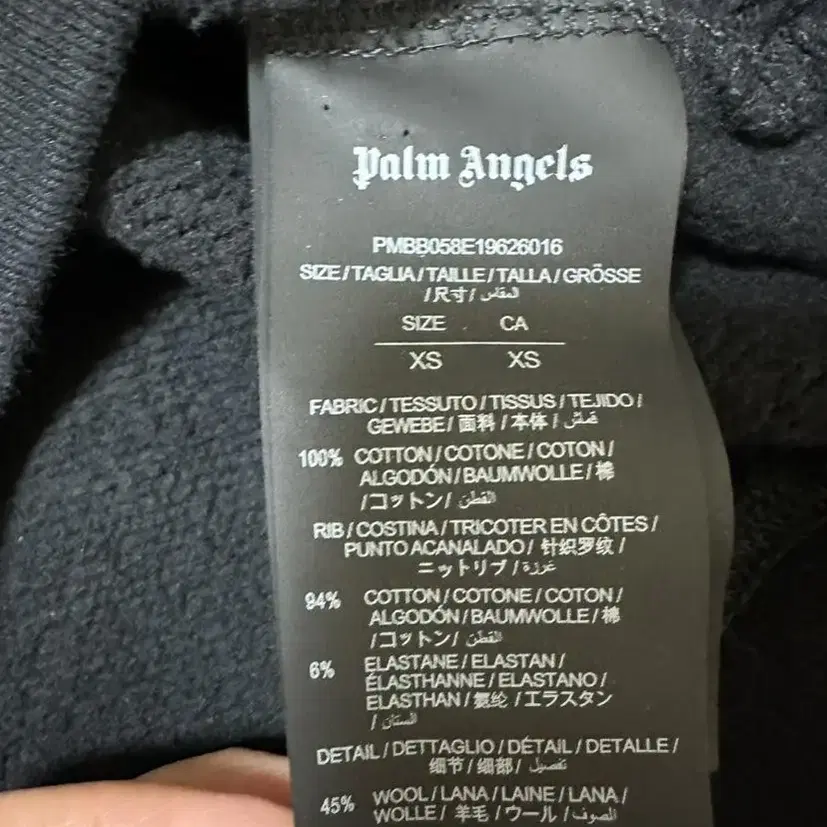 Palm Angels
PMBB058E19626016
SIZE/TAGLIA/TAILLE/TALLA/GRÖSSE
/尺寸/المقاس
SIZE CA
XS XS
FABRIC/TESSUTO/TISSUS/TEJIDO/
GEWEBE/面料/本体/قماش
100% COTTON/COTONE/COTON/
ALGODÓN/BAUMWOLLE/棉
/コットン/القطن
RIB/COSTINA/TRICOTER EN CÔTES/
PUNTO ACANALADO/针织罗纹/
ニットリブ/غرزة
94% COTTON/COTONE/COTON/
ALGODÓN/BAUMWOLLE/棉
/コットン/القطن
6% ELASTANE/ELASTAN/
ÉLASTHANNE/ELASTANO/
ELASTHAN/氨纶/エラスタン
/الستان
DETAIL/DETTAGLIO/DÉTAIL/DETALLE/
细节/细部/تفصيل
45% WOOL/LANA/LAINE/LANA/
WOLLE/羊毛/ウール/الصوف